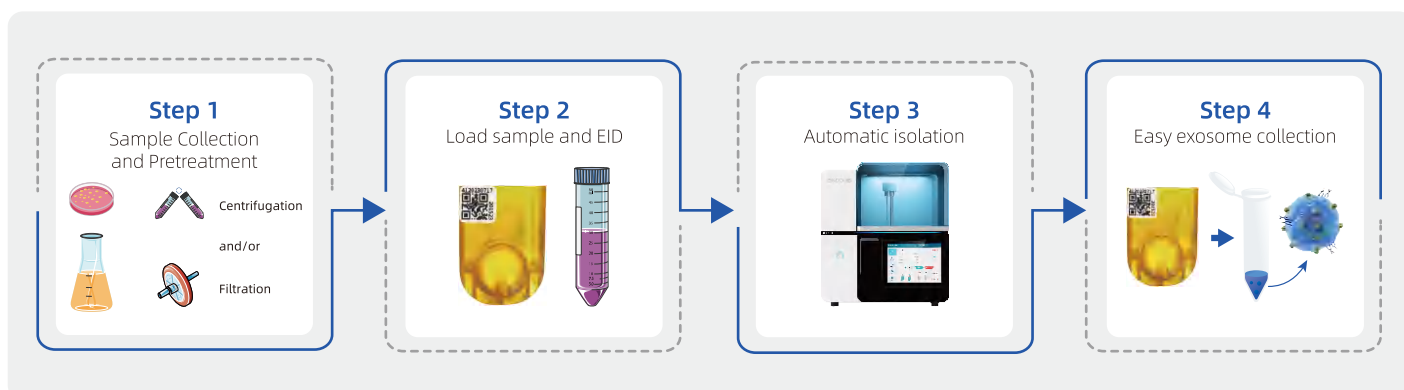 Step 1
Sample Collection
and Pretreatment
Centrifugation
and/or
Filtration
Step 2
Load sample and EID
Step 3
Automatic isolation
Step 4
Easy exosome collection